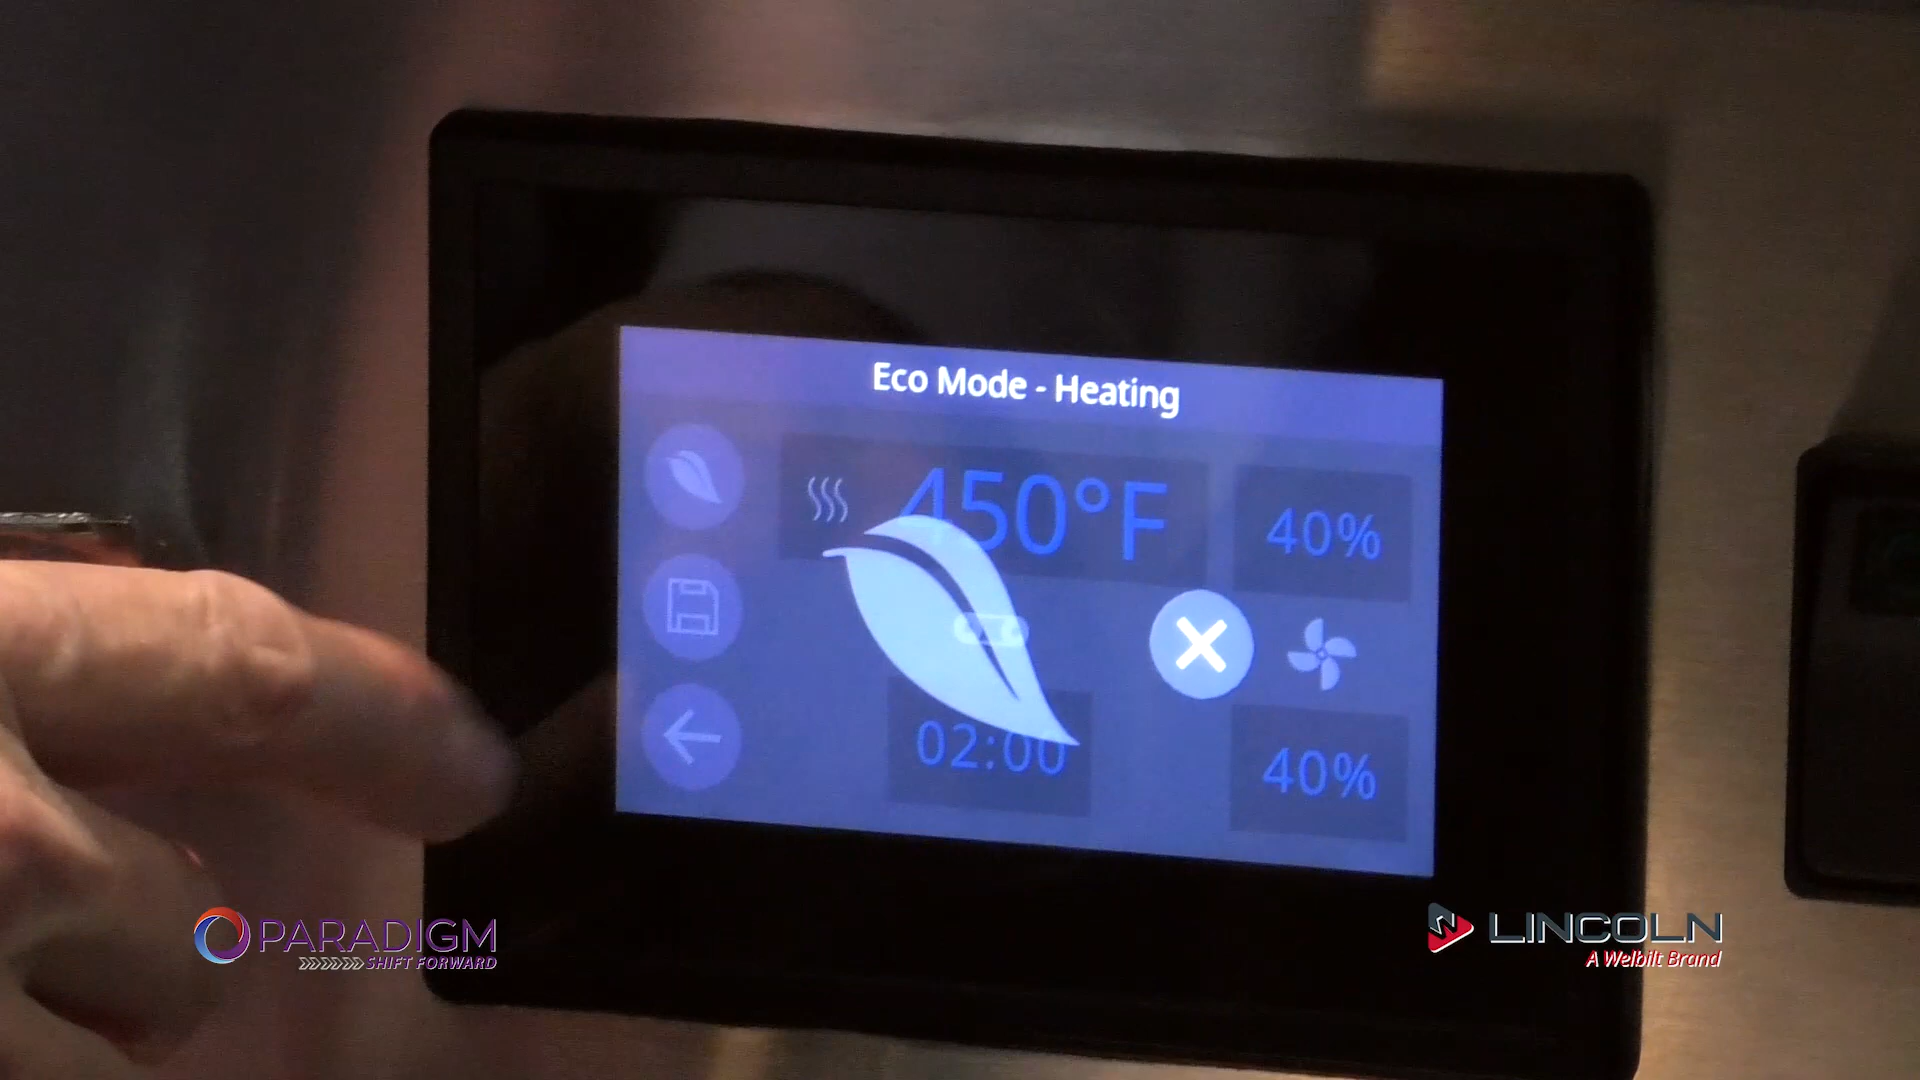 Eco Mode - Heating
450°F
40%
02:00
40%
PARADIGM
SHIFT FORWARD
LINCOLN
A Welbilt Brand